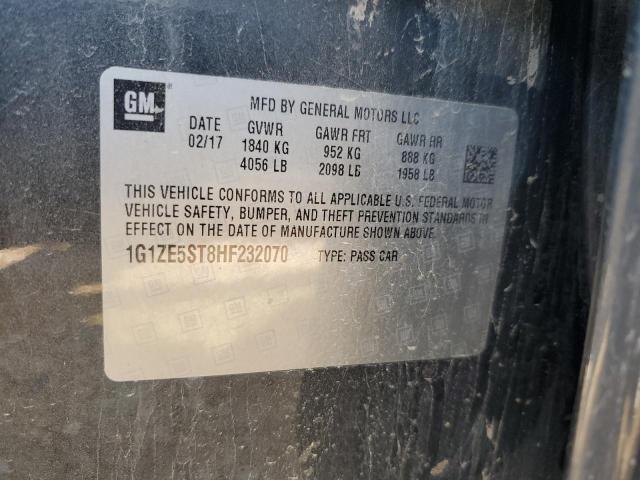 GM
MFD BY GENERAL MOTORS LLC
DATE GVWR GAWR FRT GAWR RR
02/17 1840 KG 952 KG 888 KG
4056 LB 2098 LB 1958 LB
THIS VEHICLE CONFORMS TO ALL APPLICABLE U.S. FEDERAL MOTOR
VEHICLE SAFETY, BUMPER, AND THEFT PREVENTION STANDARDS IN
EFFECT ON THE DATE OF MANUFACTURE SHOWN ABOVE.
1G1ZE5ST8HF232070 TYPE: PASS CAR